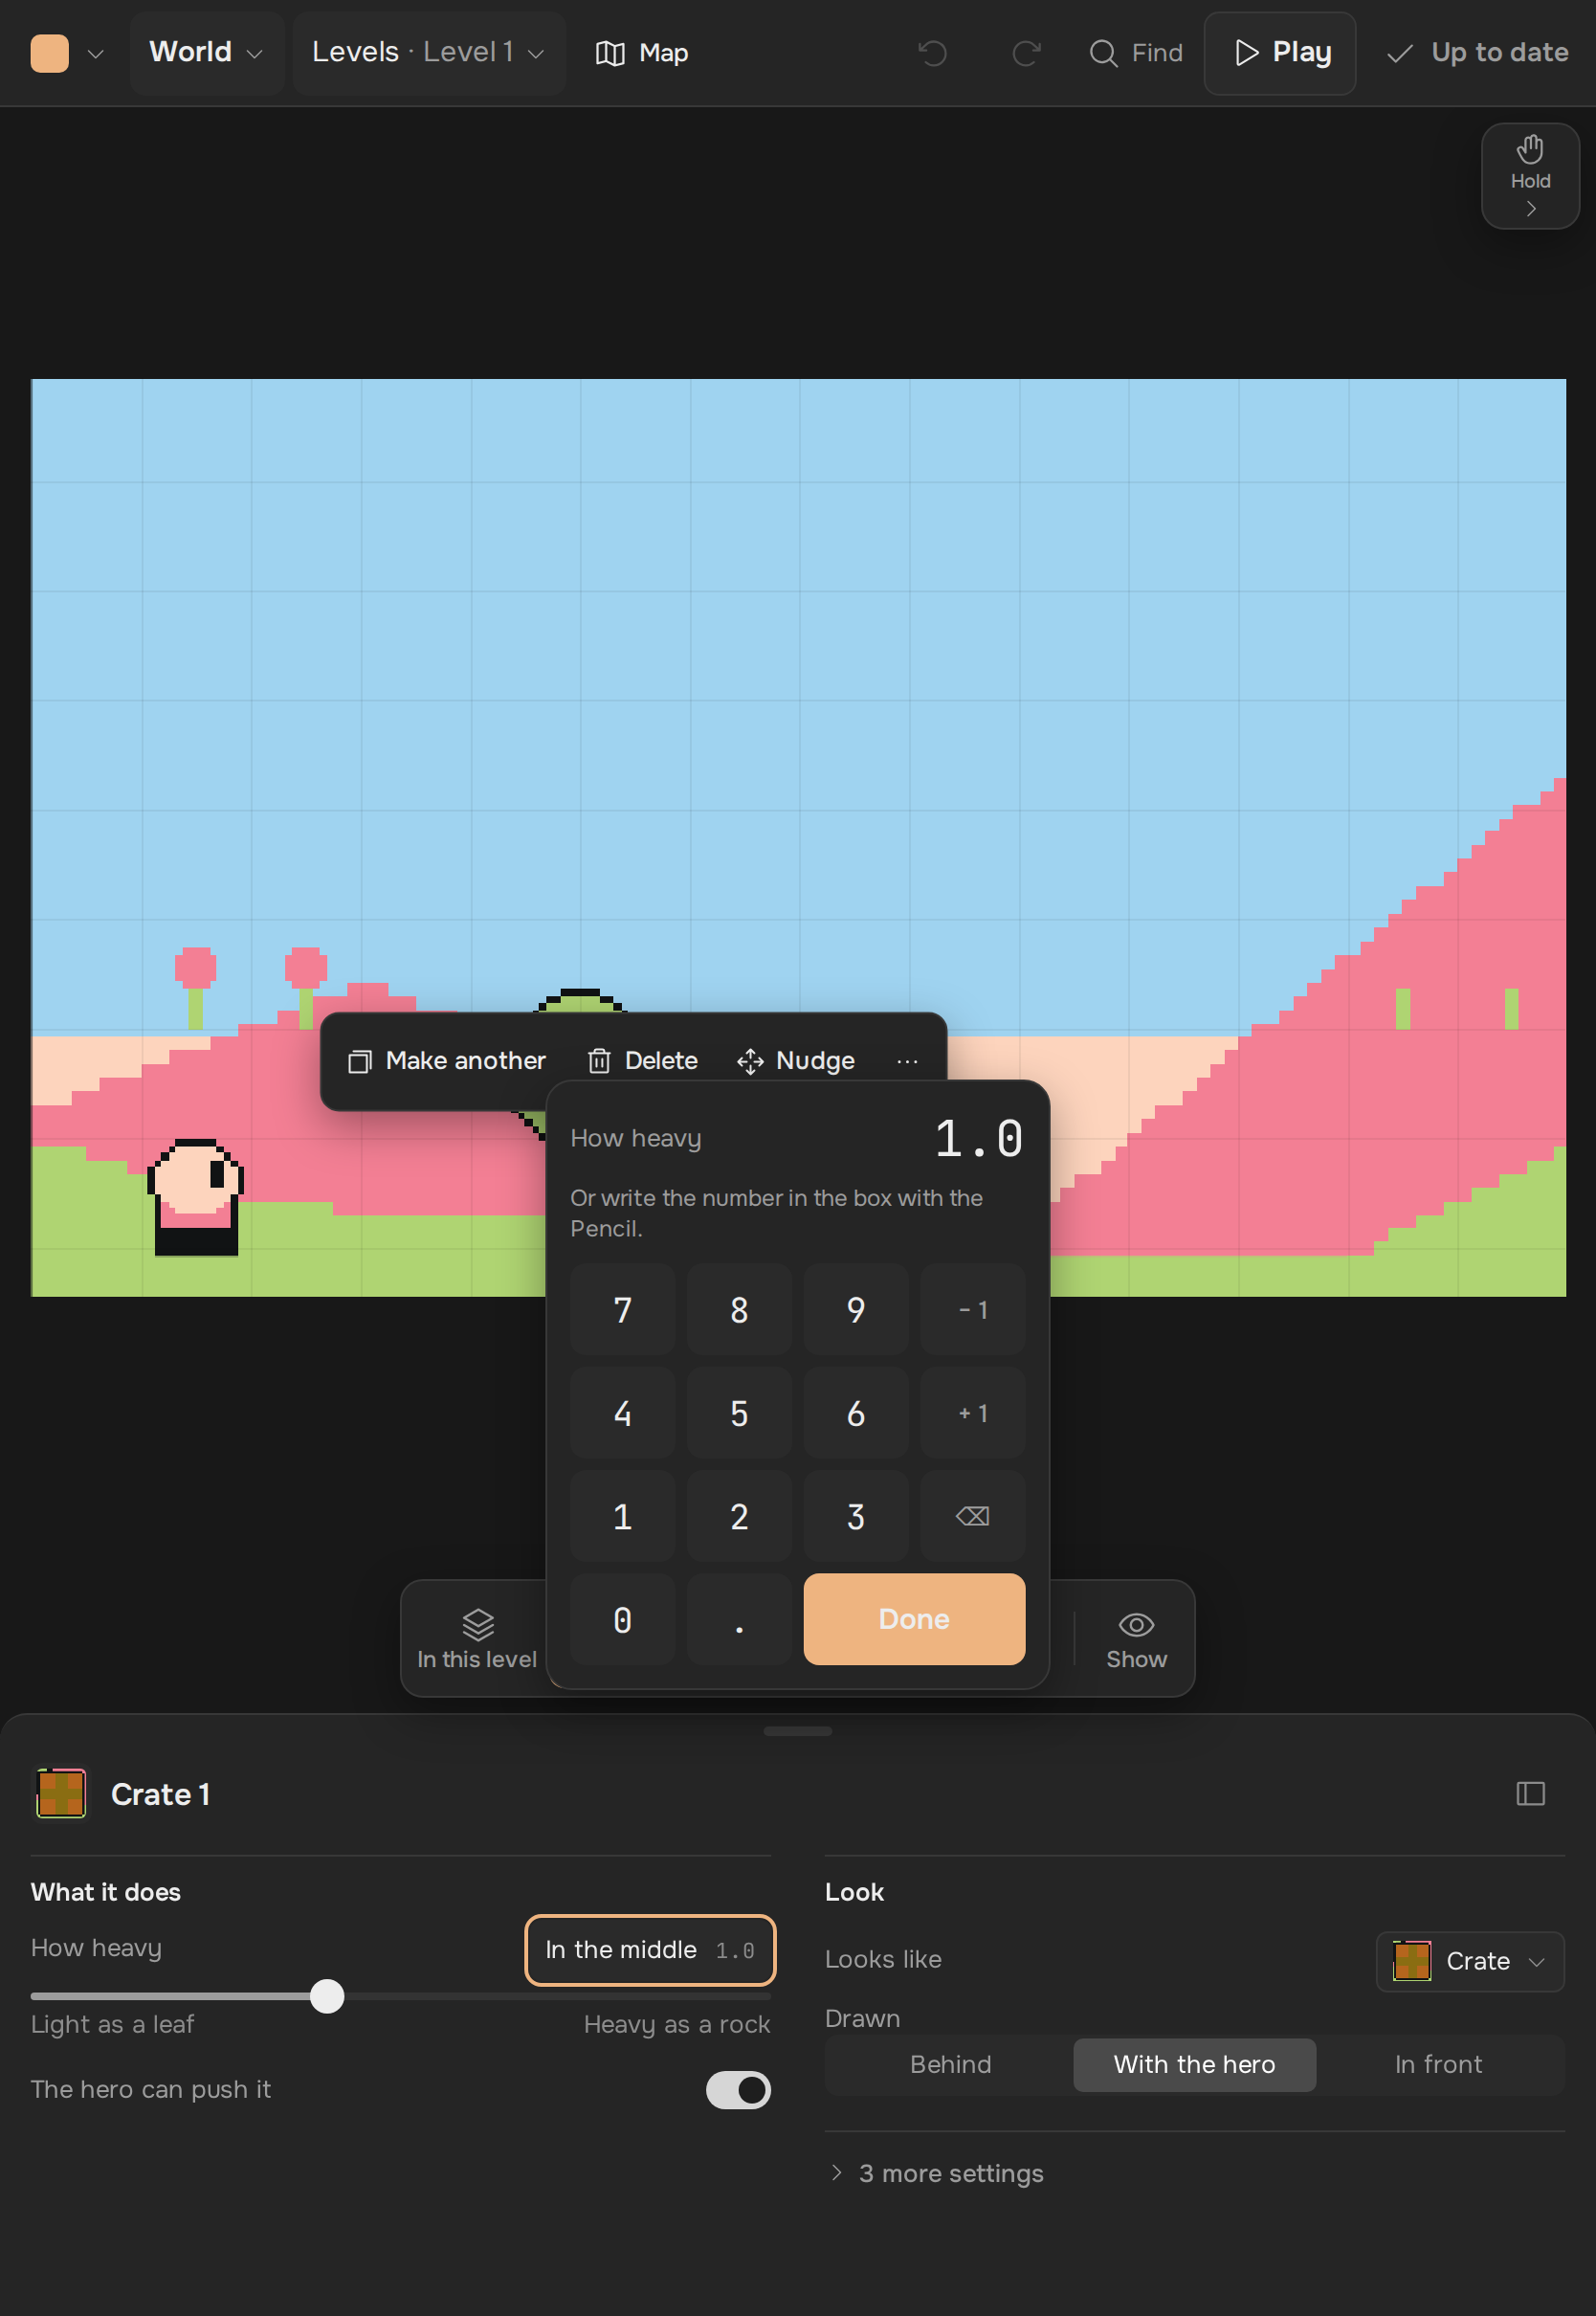 World
Levels · Level 1
Map
Find
Play
Up to date
Hold
Make another
Delete
Nudge
How heavy
1.0
Or write the number in the box with the
Pencil.
7 8 9 − 1
4 5 6 + 1
1 2 3
0 . Done
In this level
Show
Crate 1
What it does
How heavy
In the middle 1.0
Light as a leaf
Heavy as a rock
The hero can push it
Look
Looks like
Crate
Drawn
Behind
With the hero
In front
3 more settings